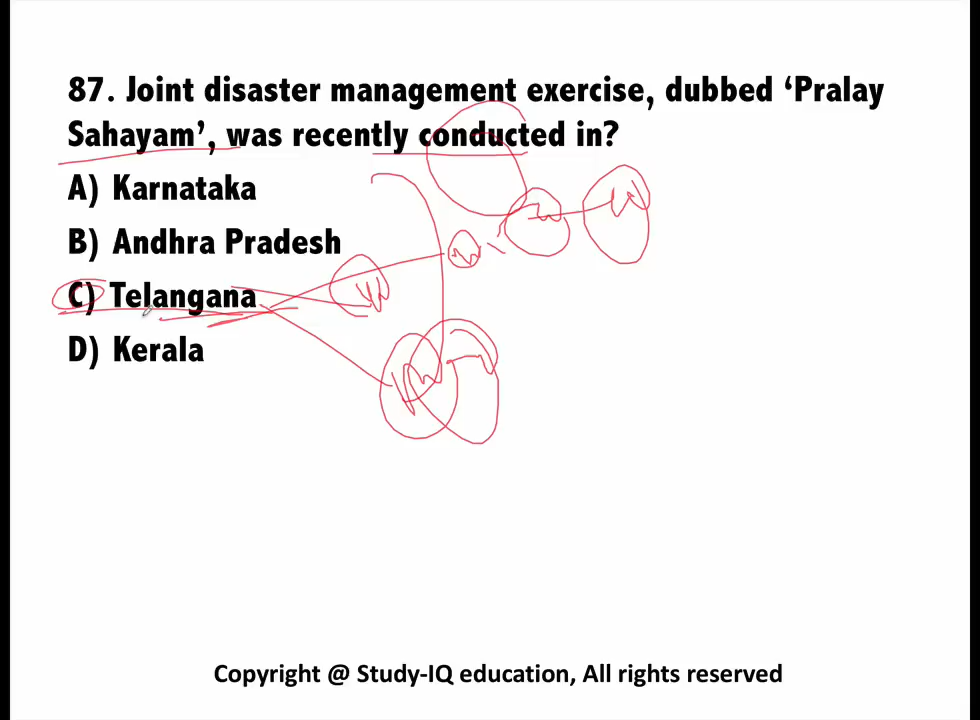 87. Joint disaster management exercise, dubbed ‘Pralay
Sahayam’, was recently conducted in?
A) Karnataka
B) Andhra Pradesh
C) Telangana
D) Kerala
Copyright @ Study-IQ education, All rights reserved